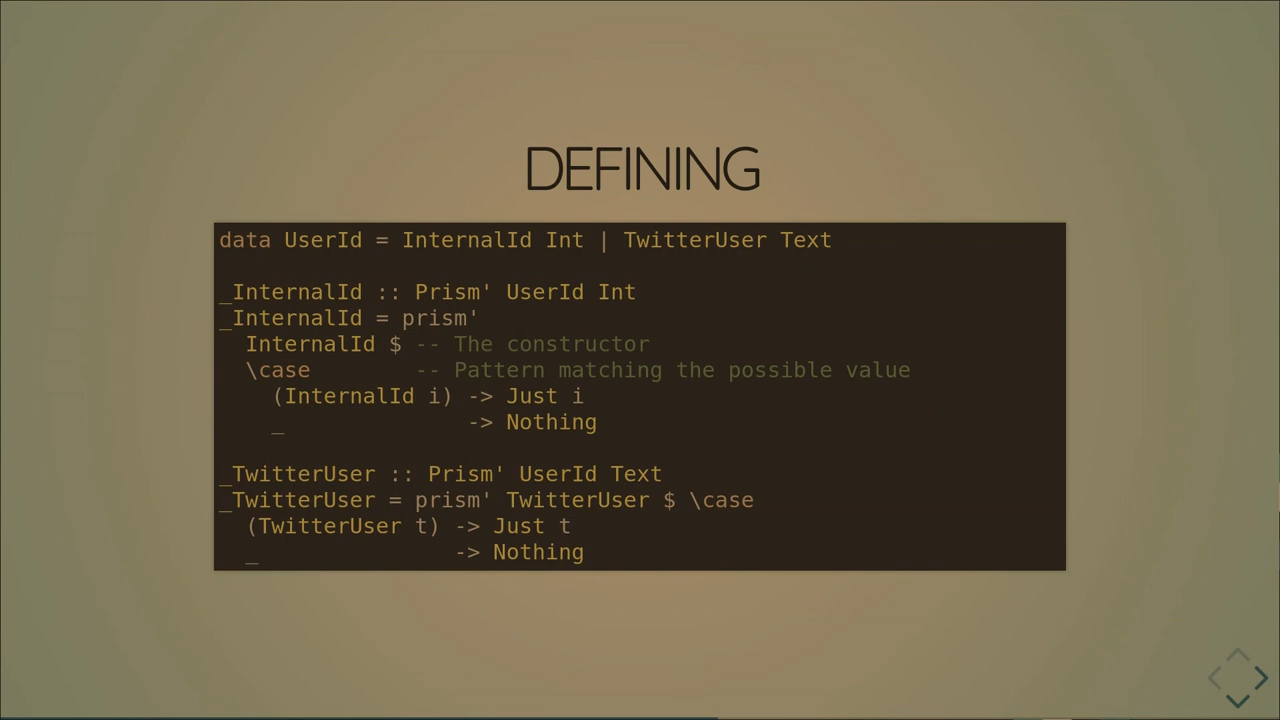 DEFINING
data UserId = InternalId Int | TwitterUser Text
_InternalId :: Prism' UserId Int
_InternalId = prism'
  InternalId $ -- The constructor
  \case        -- Pattern matching the possible value
    (InternalId i) -> Just i
    _              -> Nothing
_TwitterUser :: Prism' UserId Text
_TwitterUser = prism' TwitterUser $ \case
  (TwitterUser t) -> Just t
  _               -> Nothing